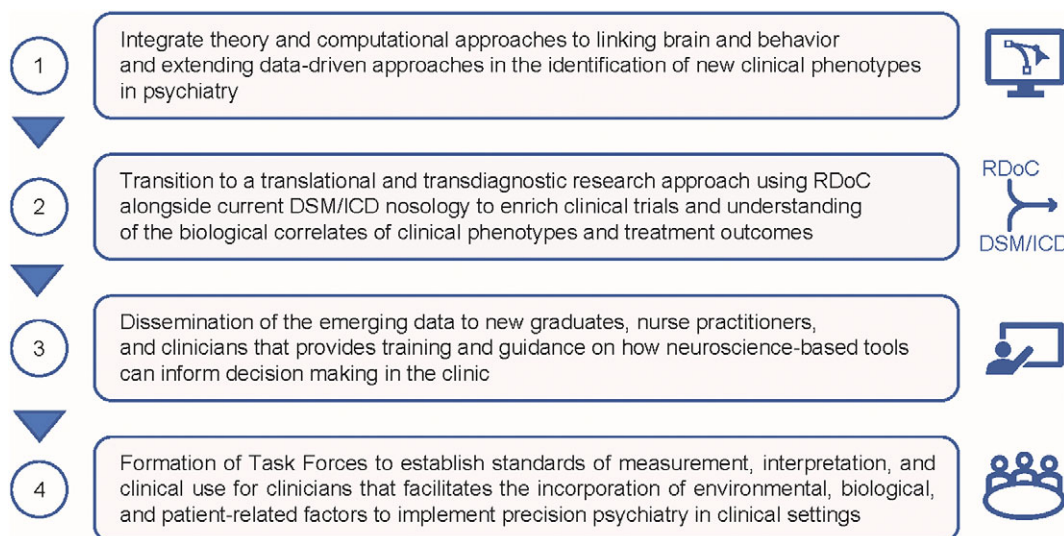 1
Integrate theory and computational approaches to linking brain and behavior
and extending data-driven approaches in the identification of new clinical phenotypes
in psychiatry
2
Transition to a translational and transdiagnostic research approach using RDoC
alongside current DSM/ICD nosology to enrich clinical trials and understanding
of the biological correlates of clinical phenotypes and treatment outcomes
RDoC
DSM/ICD
3
Dissemination of the emerging data to new graduates, nurse practitioners,
and clinicians that provides training and guidance on how neuroscience-based tools
can inform decision making in the clinic
4
Formation of Task Forces to establish standards of measurement, interpretation, and
clinical use for clinicians that facilitates the incorporation of environmental, biological,
and patient-related factors to implement precision psychiatry in clinical settings